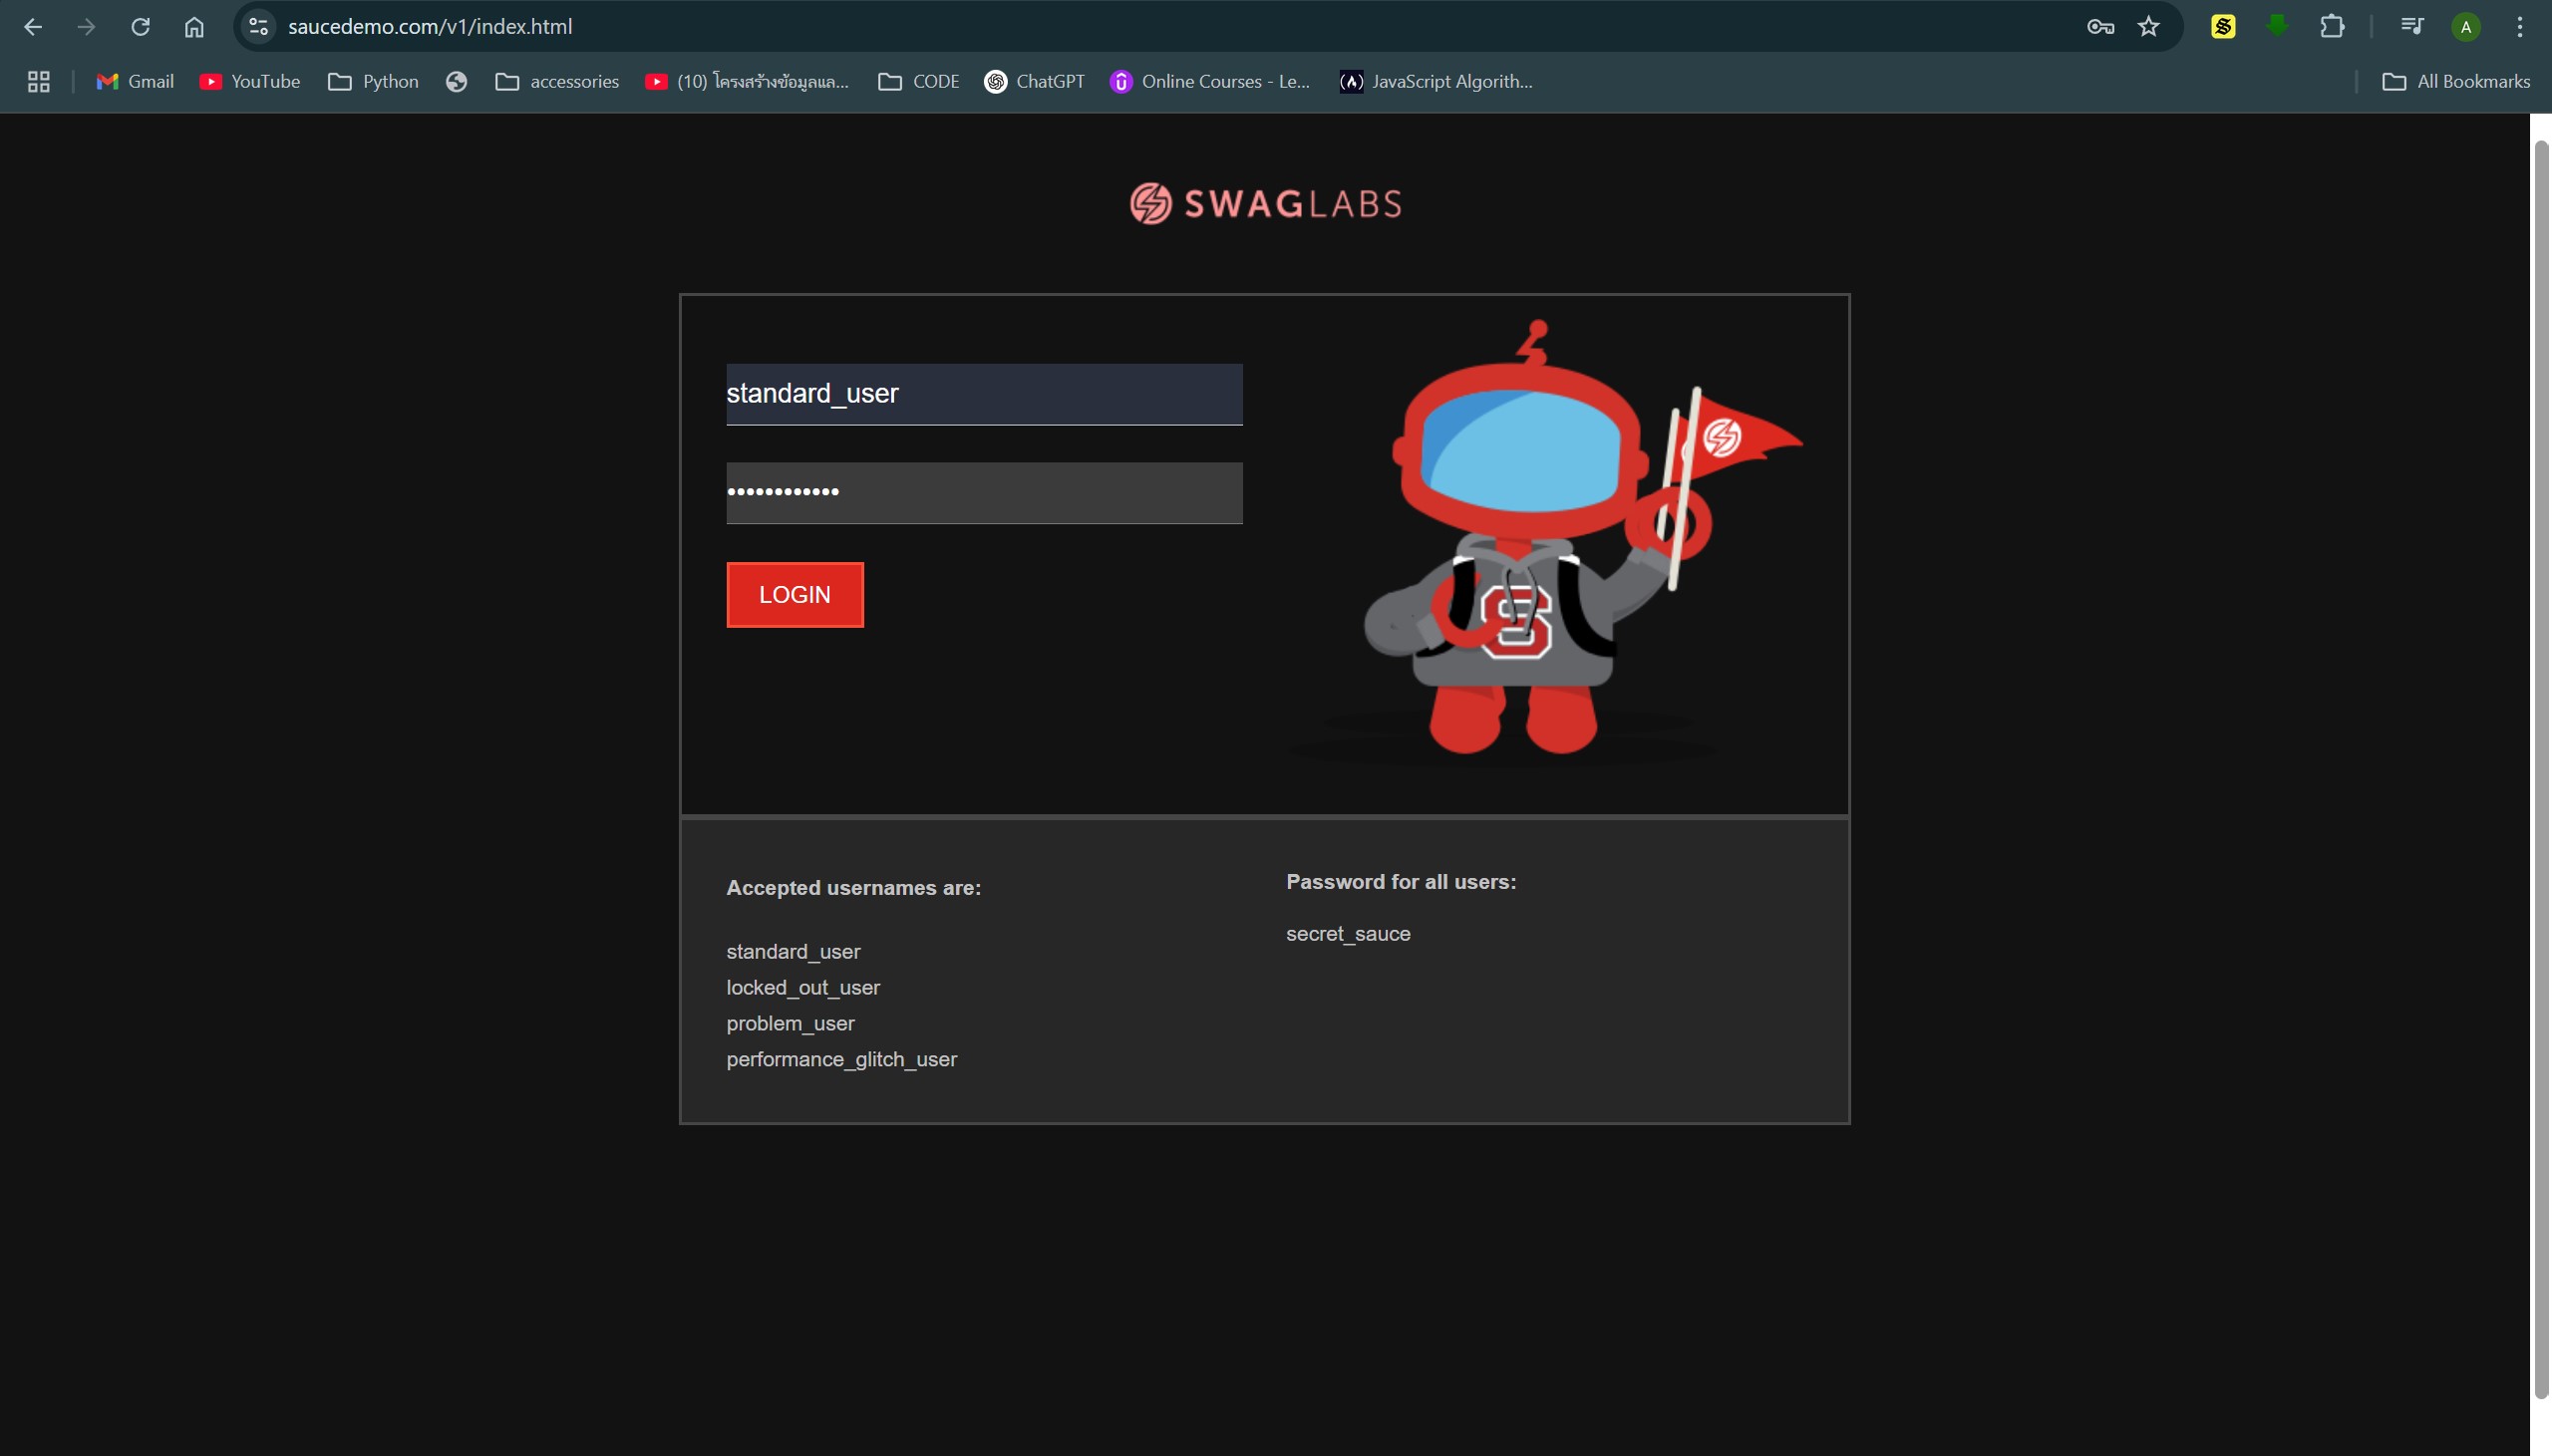 saucedemo.com/v1/index.html
A
Gmail
YouTube
Python
accessories
(10) โครงสร้างข้อมูลแล...
CODE
ChatGPT
Online Courses - Le...
JavaScript Algorith...
All Bookmarks
SWAGLABS
standard_user
••••••••••••
LOGIN
S
Accepted usernames are:
standard_user
locked_out_user
problem_user
performance_glitch_user
Password for all users:
secret_sauce